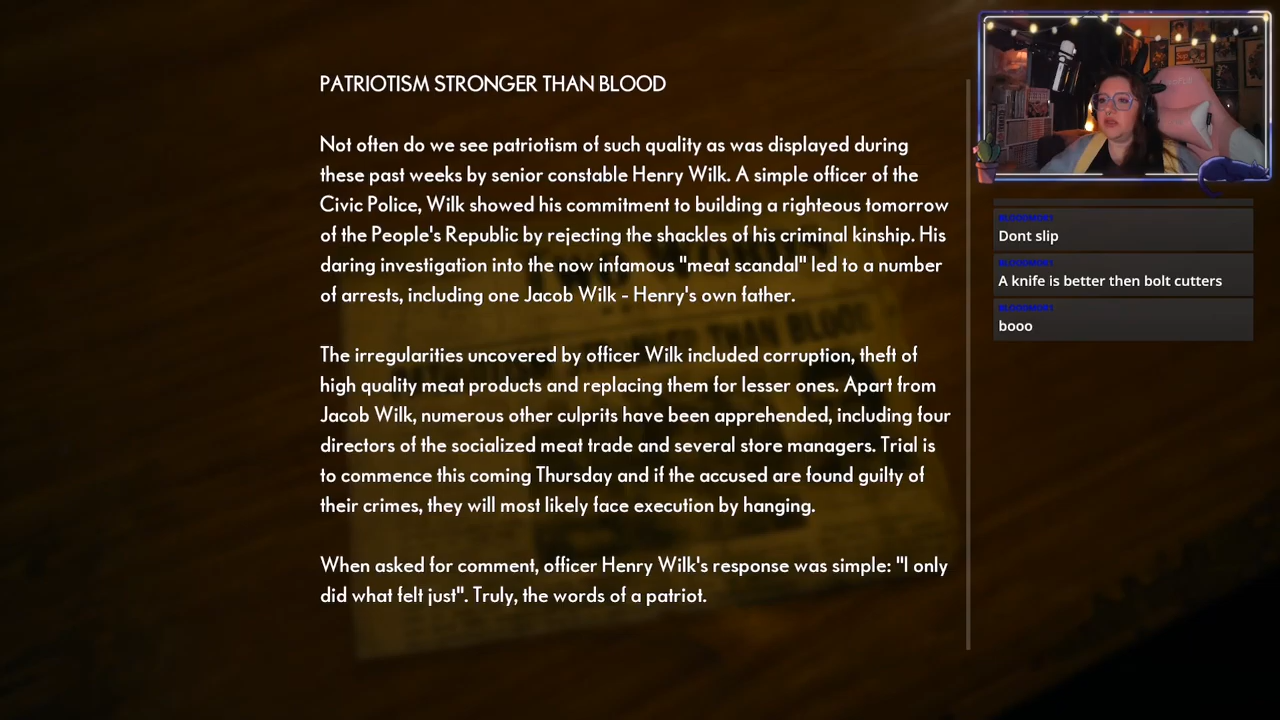 PATRIOTISM STRONGER THAN BLOOD
Not often do we see patriotism of such quality as was displayed during
these past weeks by senior constable Henry Wilk. A simple officer of the
Civic Police, Wilk showed his commitment to building a righteous tomorrow
of the People's Republic by rejecting the shackles of his criminal kinship. His
daring investigation into the now infamous "meat scandal" led to a number
of arrests, including one Jacob Wilk - Henry's own father.
The irregularities uncovered by officer Wilk included corruption, theft of
high quality meat products and replacing them for lesser ones. Apart from
Jacob Wilk, numerous other culprits have been apprehended, including four
directors of the socialized meat trade and several store managers. Trial is
to commence this coming Thursday and if the accused are found guilty of
their crimes, they will most likely face execution by hanging.
When asked for comment, officer Henry Wilk's response was simple: "I only
did what felt just". Truly, the words of a patriot.
Dont slip
A knife is better then bolt cutters
booo